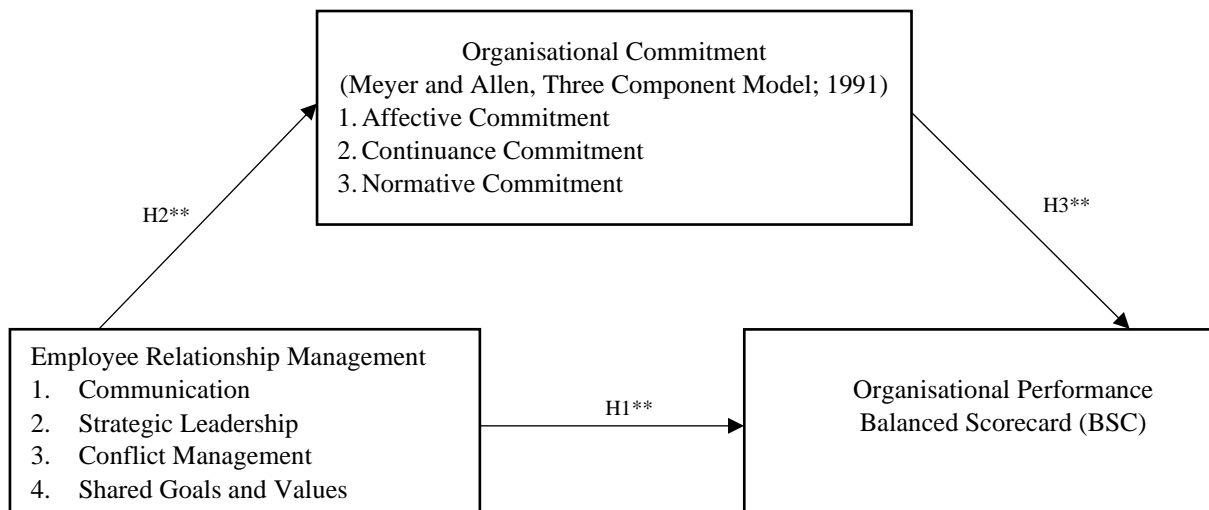 Organisational Commitment
(Meyer and Allen, Three Component Model; 1991)
1. Affective Commitment
2. Continuance Commitment
3. Normative Commitment
H2**
H3**
Employee Relationship Management
1. Communication
2. Strategic Leadership
3. Conflict Management
4. Shared Goals and Values
H1**
Organisational Performance
Balanced Scorecard (BSC)